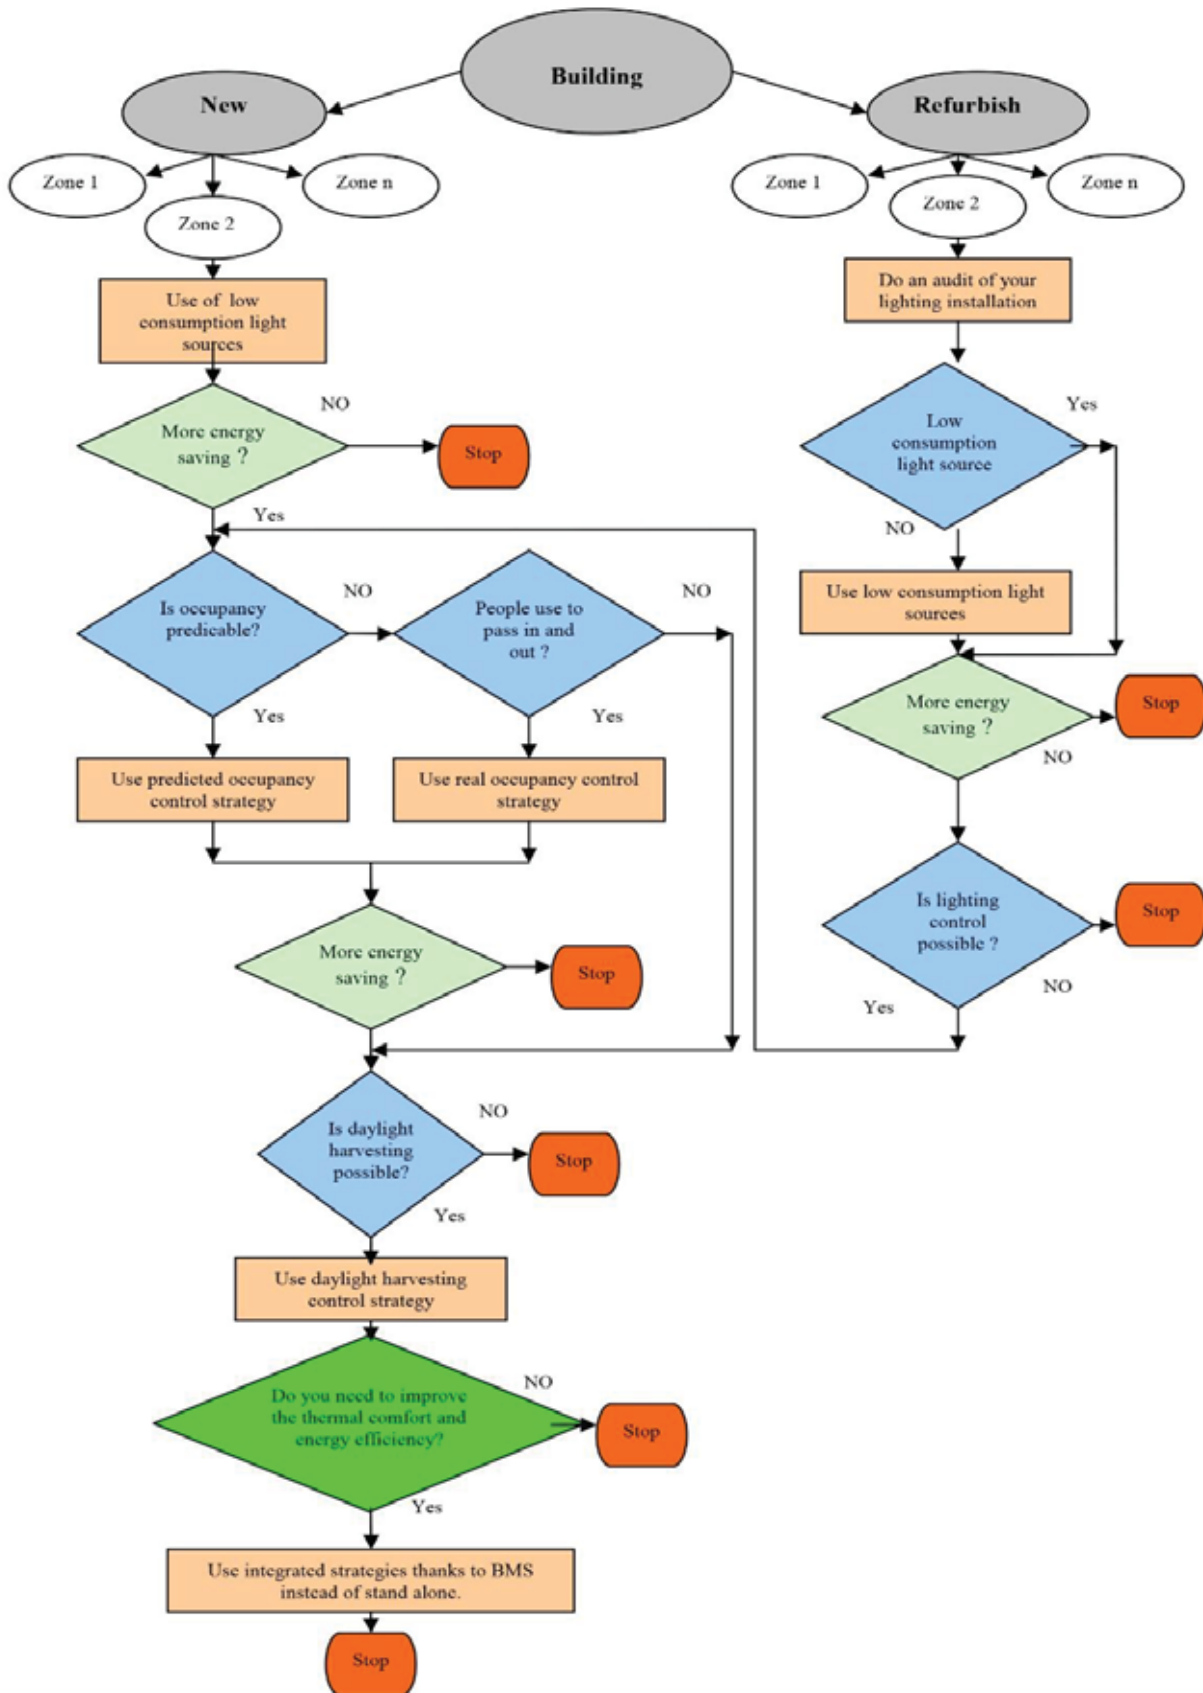 Building
New
Refurbish
Zone 1
Zone n
Zone 2
Zone 1
Zone n
Zone 2
Use of low
consumption light
sources
Do an audit of your
lighting installation
NO
More energy
saving ?
Stop
Yes
Yes
Low
consumption
light source
NO
Is occupancy
predicable?
NO
People use to
pass in and
out ?
NO
Use low consumption light
sources
Yes
Yes
More energy
saving ?
Stop
NO
Use predicted occupancy
control strategy
Use real occupancy control
strategy
Is lighting
control
possible ?
Stop
NO
Yes
More energy
saving ?
Stop
Is daylight
harvesting
possible?
NO
Stop
Yes
Use daylight harvesting
control strategy
Do you need to improve
the thermal comfort and
energy efficiency?
NO
Stop
Yes
Use integrated strategies thanks to BMS
instead of stand alone.
Stop